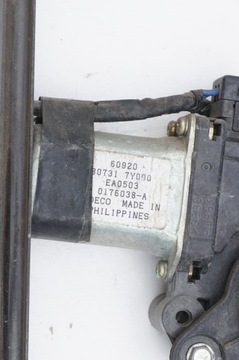 60920
80731 7Y000
EA0503
0176038-A
DECO MADE IN
PHILIPPINES